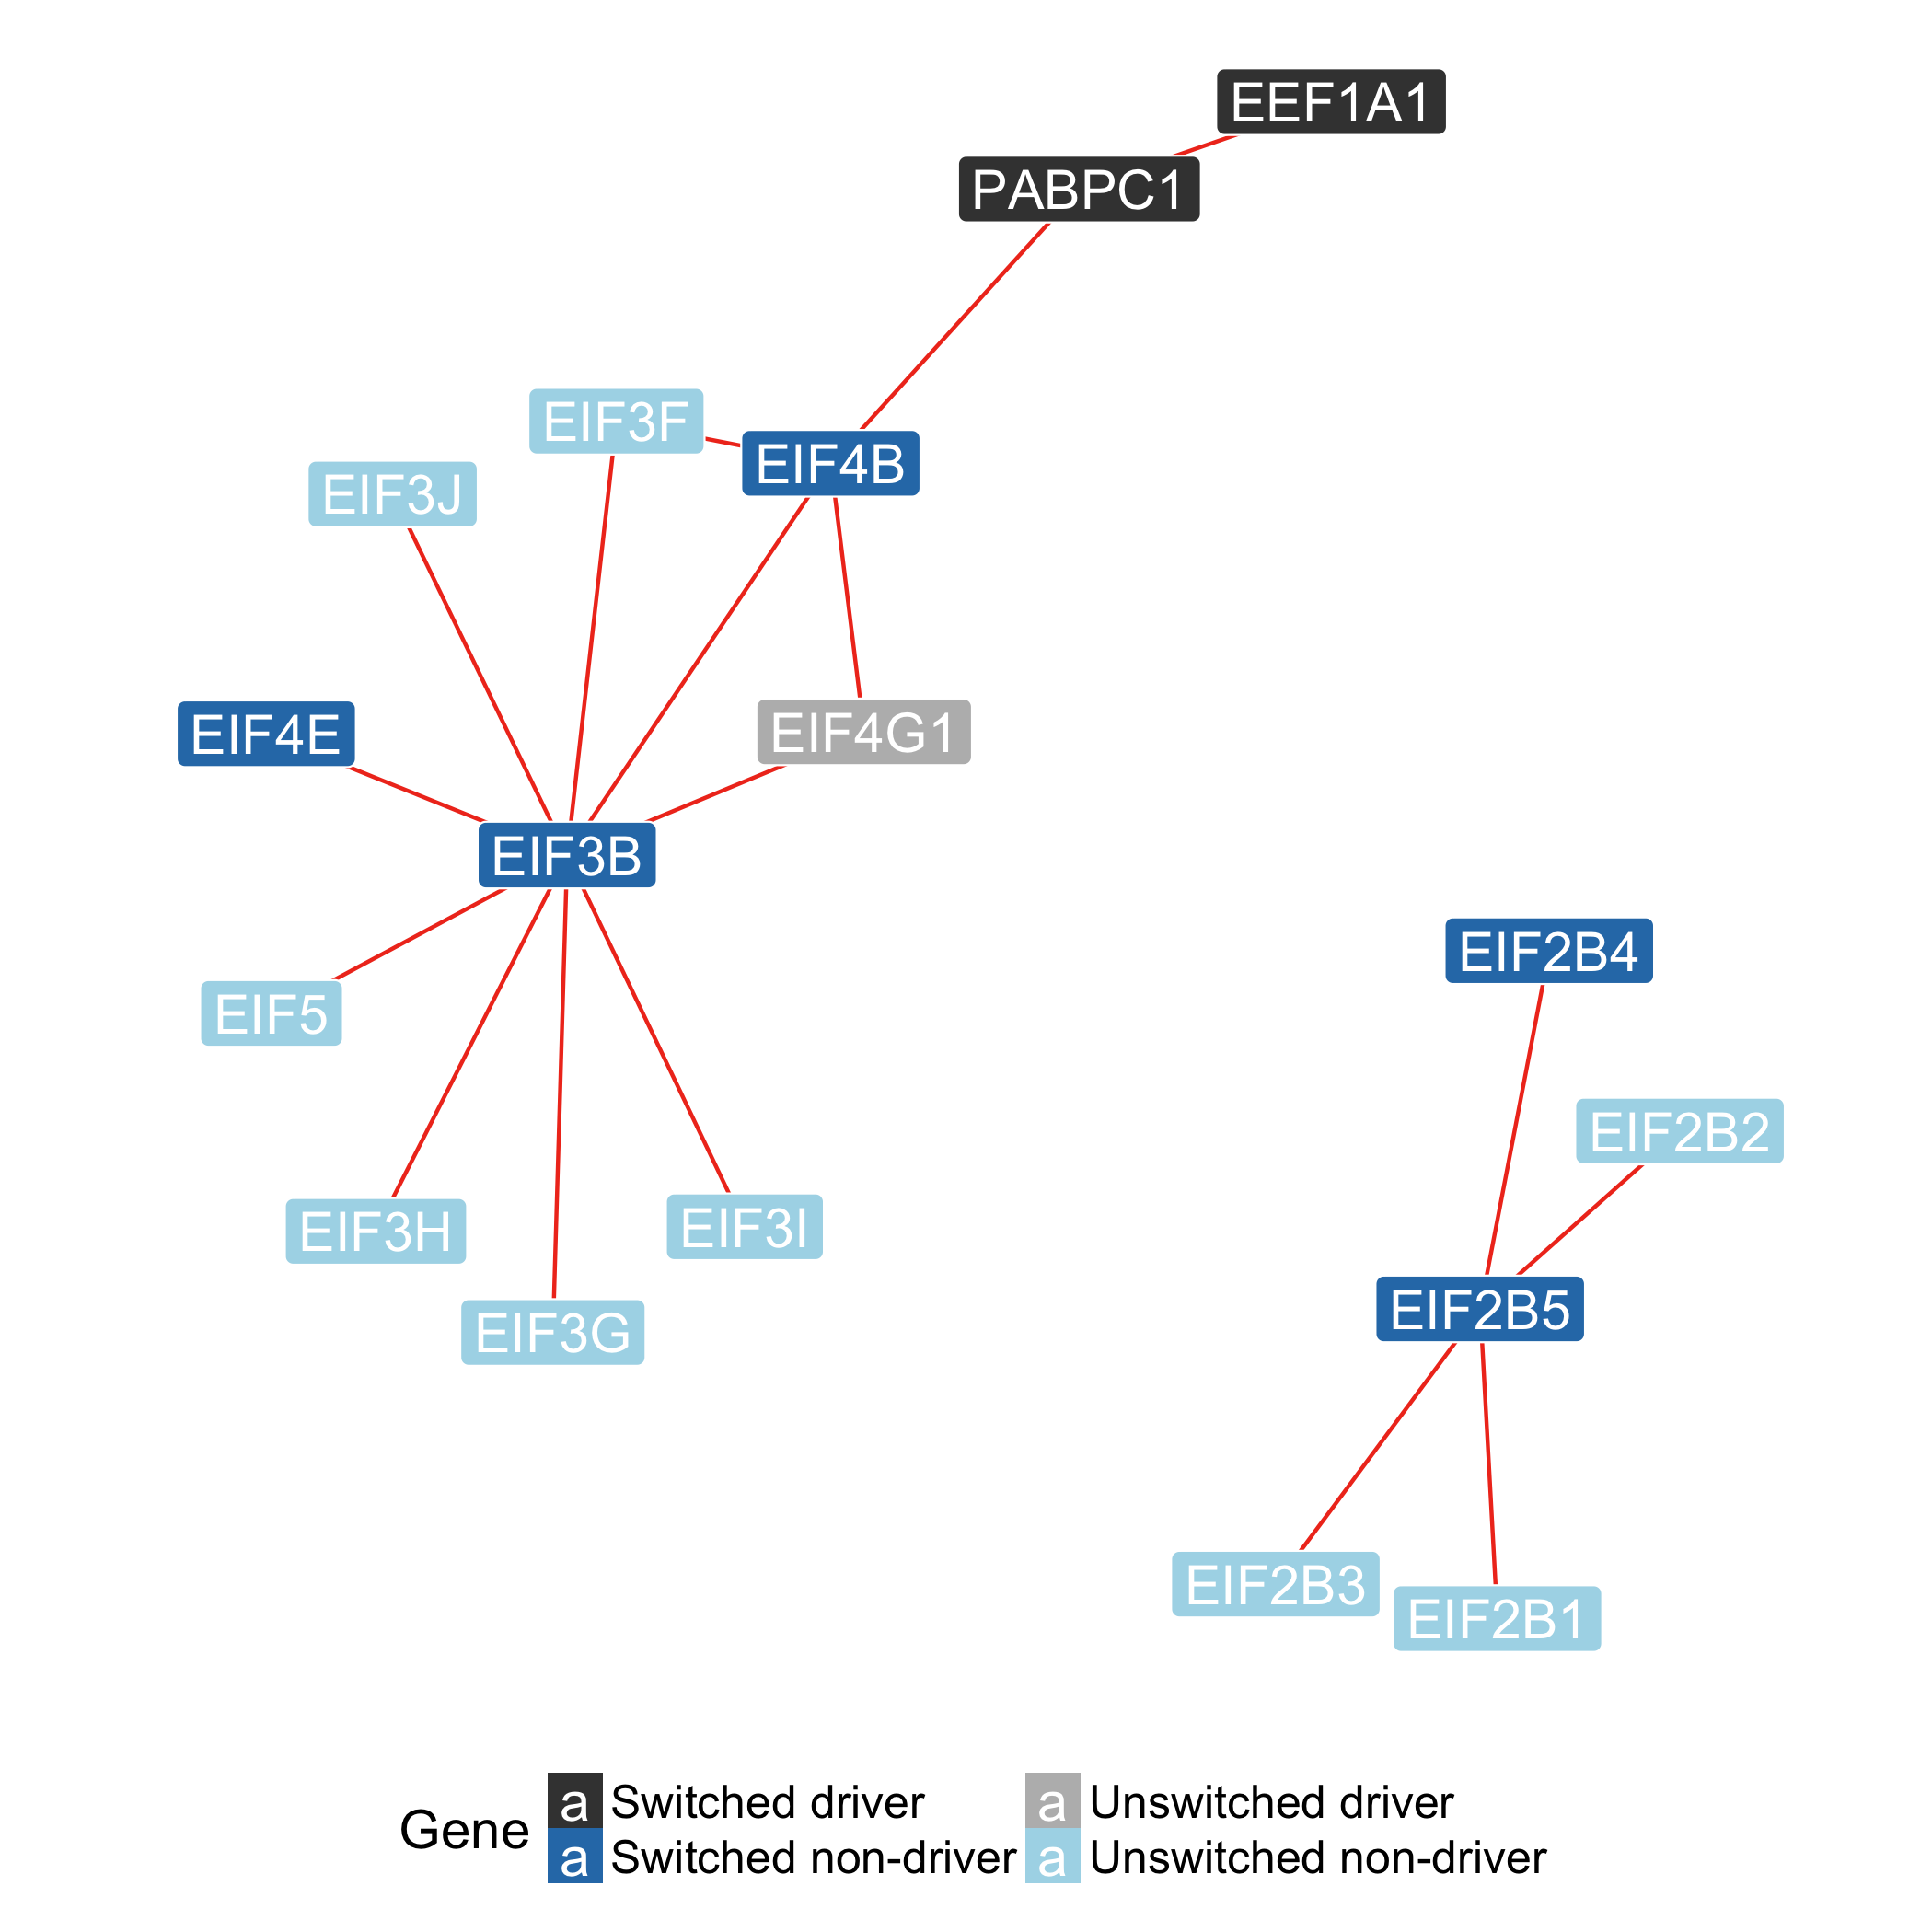 EEF1A1
PABPC1
EIF3F
EIF4B
EIF3J
EIF4E
EIF4G1
EIF3B
EIF2B4
EIF5
EIF2B2
EIF3H
EIF3I
EIF2B5
EIF3G
EIF2B3
EIF2B1
Gene
a Switched driver
a Unswitched driver
a Switched non-driver
a Unswitched non-driver